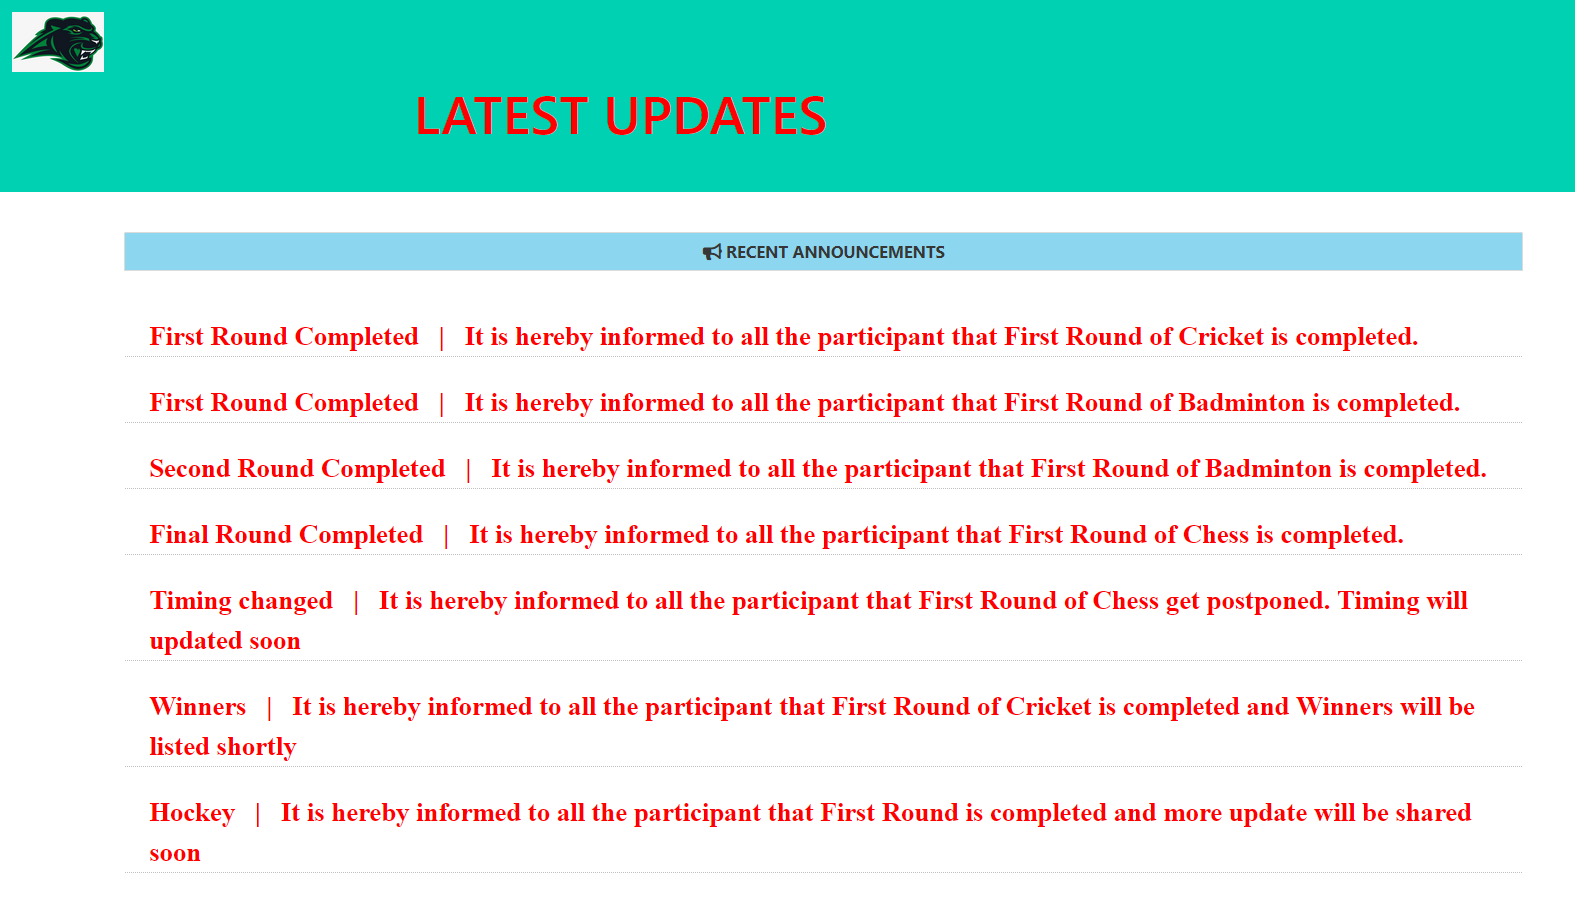 LATEST UPDATES
RECENT ANNOUNCEMENTS
First Round Completed | It is hereby informed to all the participant that First Round of Cricket is completed.
First Round Completed | It is hereby informed to all the participant that First Round of Badminton is completed.
Second Round Completed | It is hereby informed to all the participant that First Round of Badminton is completed.
Final Round Completed | It is hereby informed to all the participant that First Round of Chess is completed.
Timing changed | It is hereby informed to all the participant that First Round of Chess get postponed. Timing will
updated soon
Winners | It is hereby informed to all the participant that First Round of Cricket is completed and Winners will be
listed shortly
Hockey | It is hereby informed to all the participant that First Round is completed and more update will be shared
soon